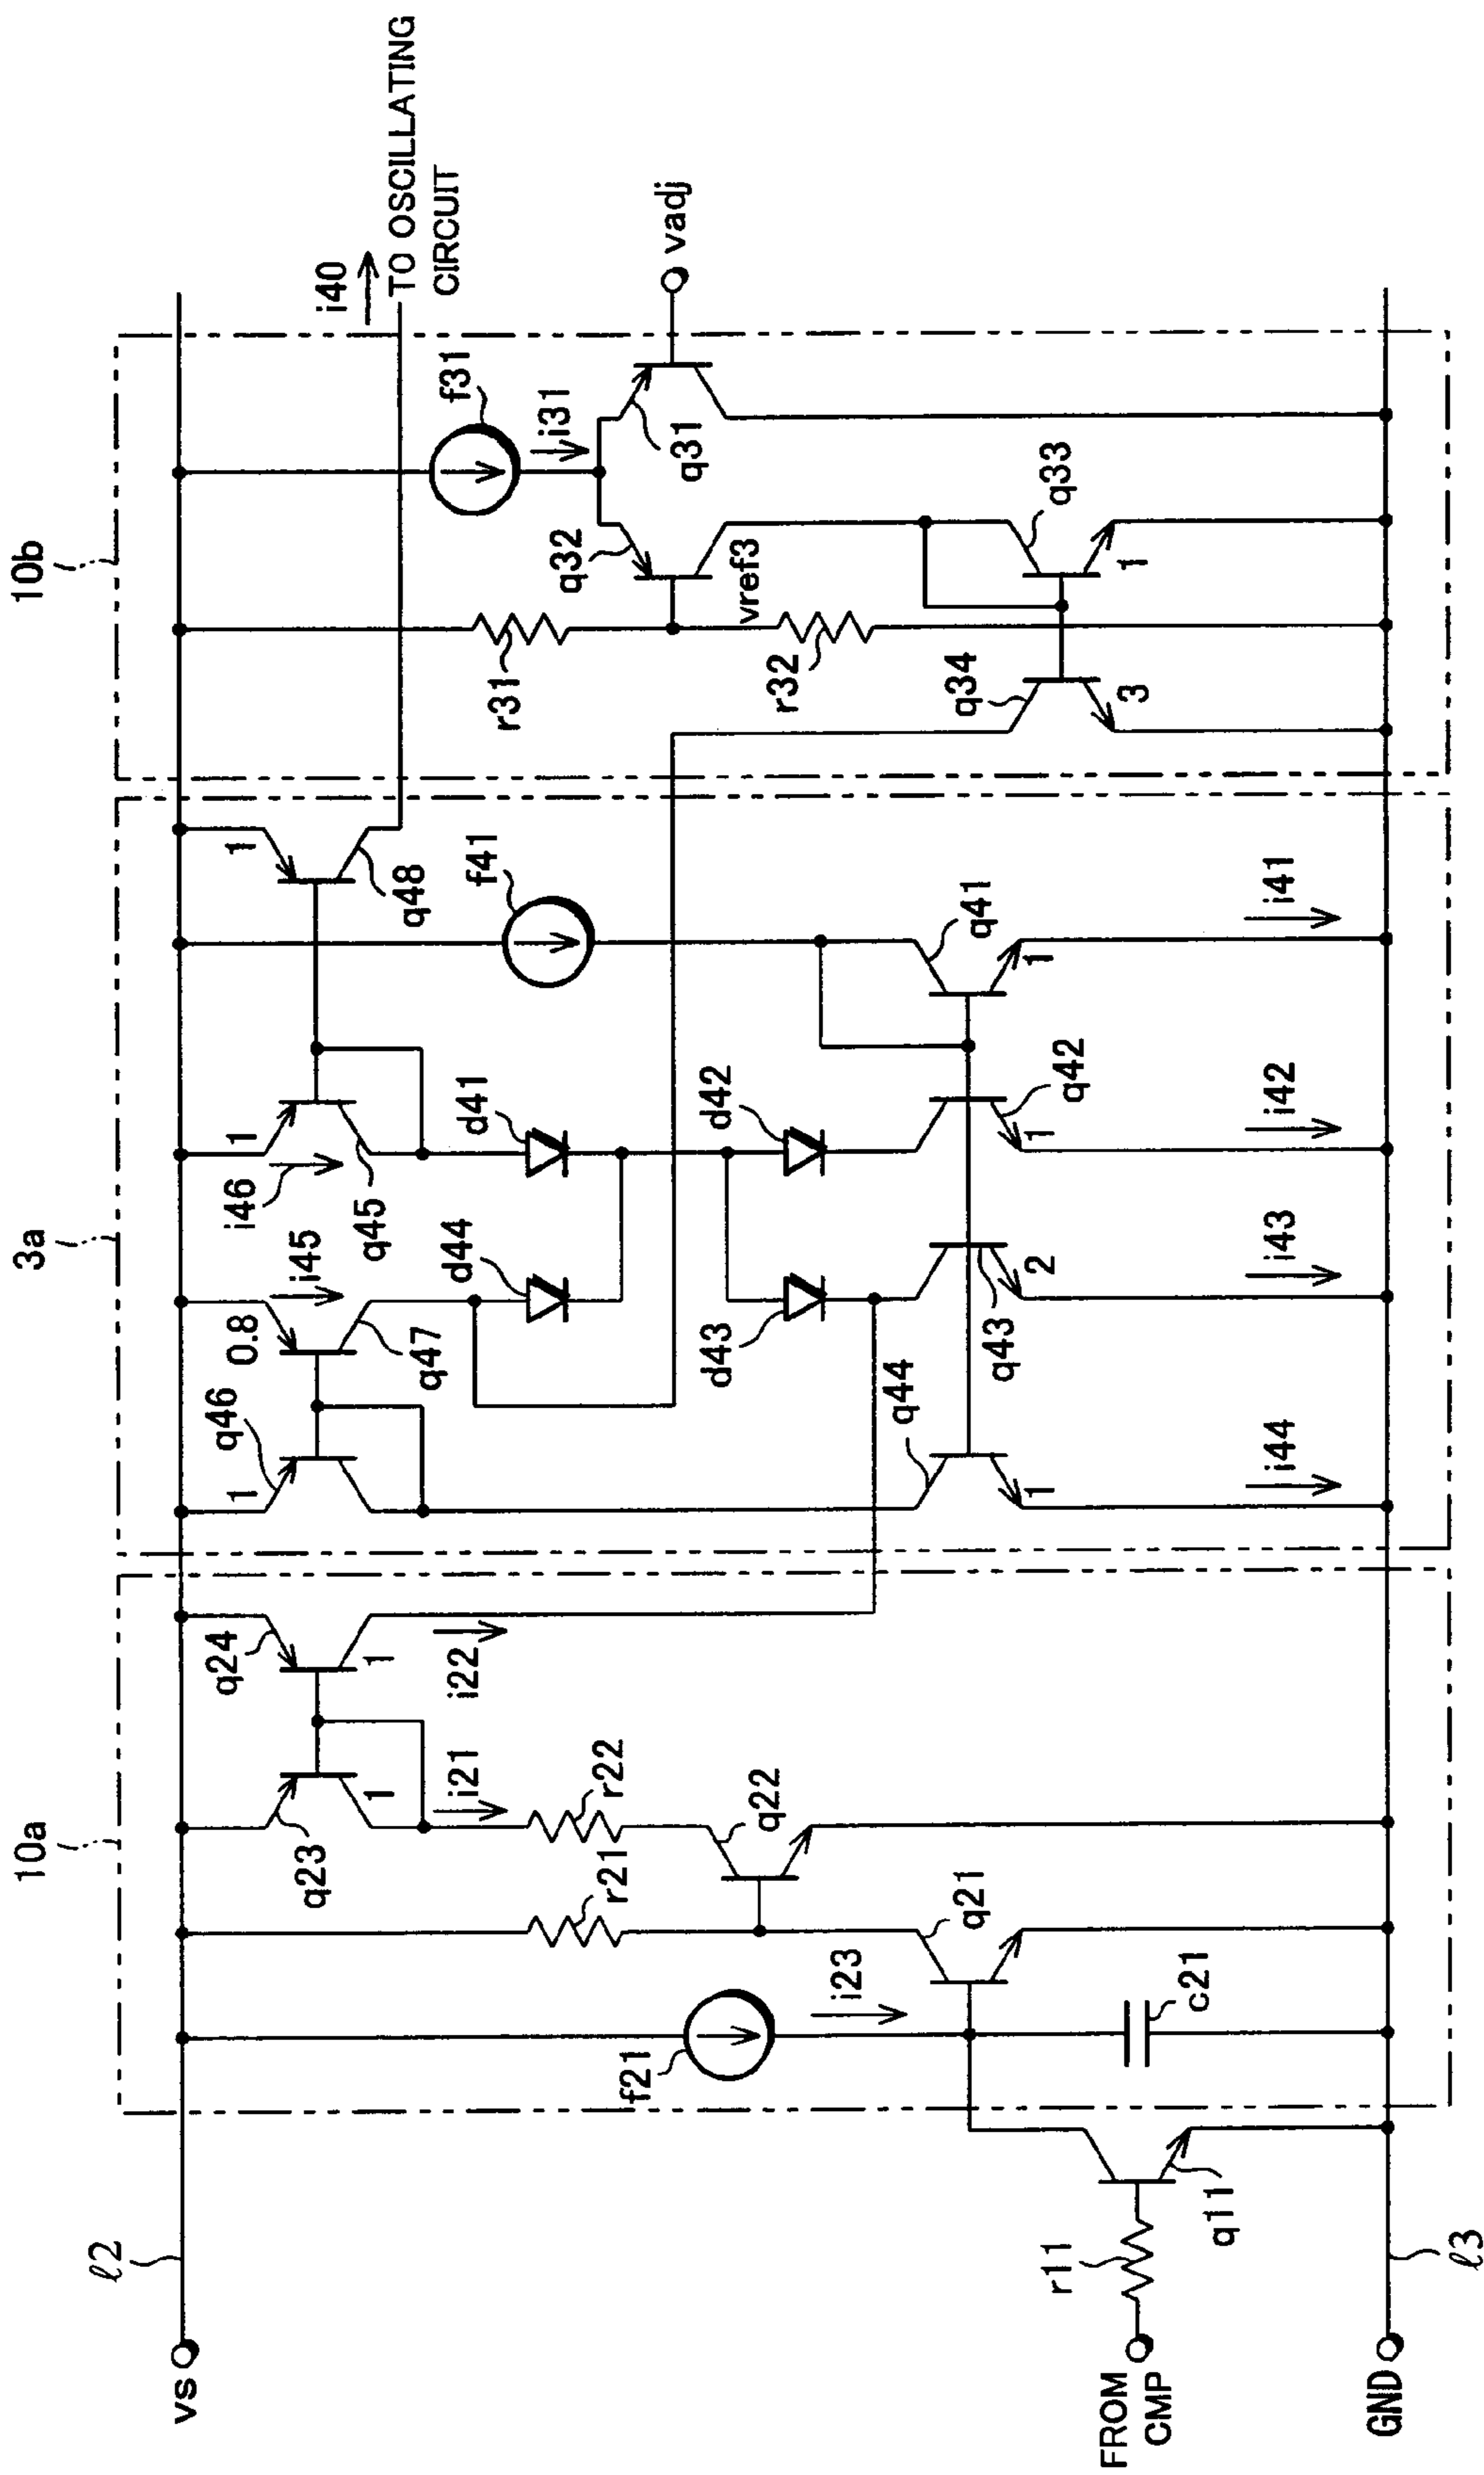 10a
3a
10b
ℓ2
vs
q23
q24
1
1
i21
i22
r21
r22
q22
q21
f21
i23
c21
FROM
CMP
r11
q11
GND
ℓ3
q46
1
0.8
i45
q47
i46
1
q45
1
q48
d44
d41
f41
d43
d42
q44
1
q43
2
q42
1
q41
1
i44
i43
i42
i41
i40
TO OSCILLATING
CIRCUIT
f31
i31
q32
q31
vadj
r31
vref3
r32
q34
3
q33
1